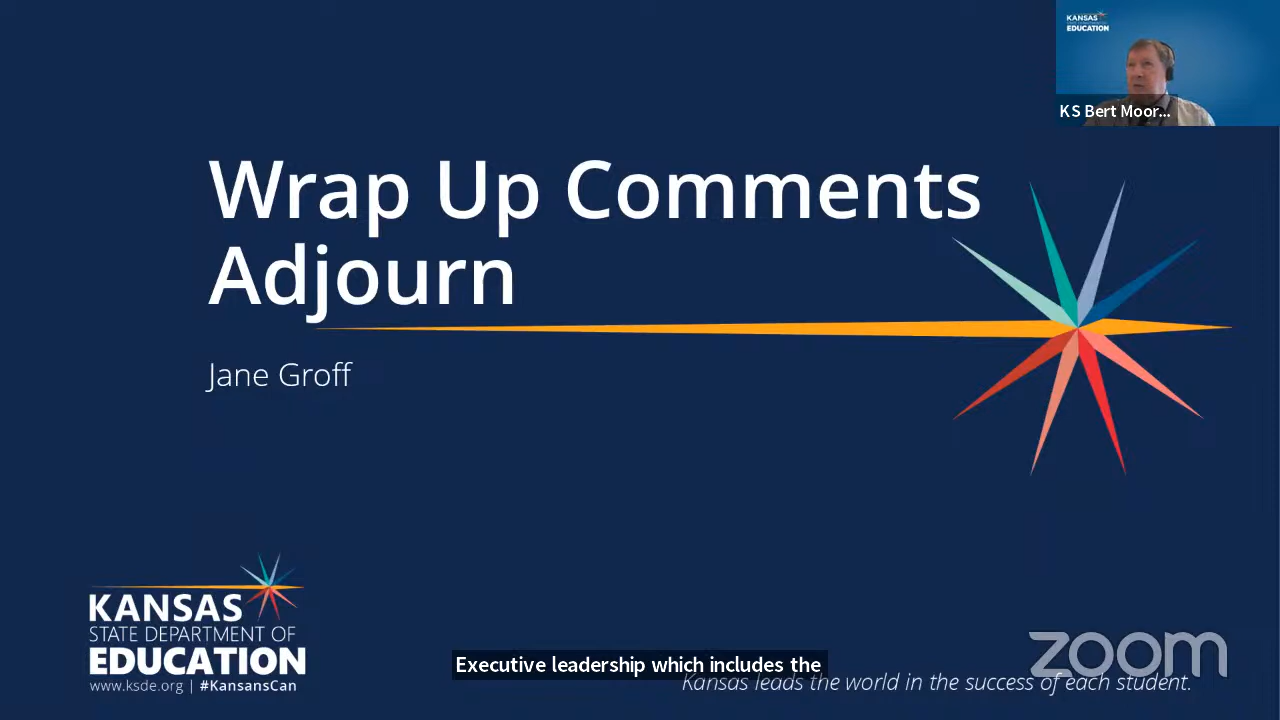 KANSAS
EDUCATION
KS Bert Moor...
Wrap Up Comments
Adjourn
Jane Groff
KANSAS
STATE DEPARTMENT OF
EDUCATION
www.ksde.org | #KansansCan
Executive leadership which includes the
Kansas leads the world in the success of each student.
zoom